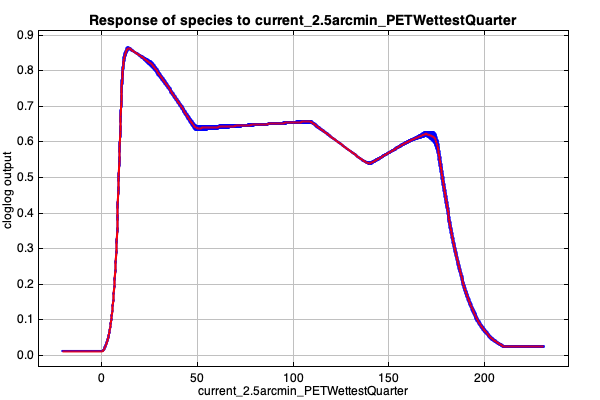 Response of species to current_2.5arcmin_PETWettestQuarter
0.9
0.8
0.7
0.6
0.5
0.4
0.3
0.2
0.1
0.0
cloglog output
0 50 100 150 200
current_2.5arcmin_PETWettestQuarter